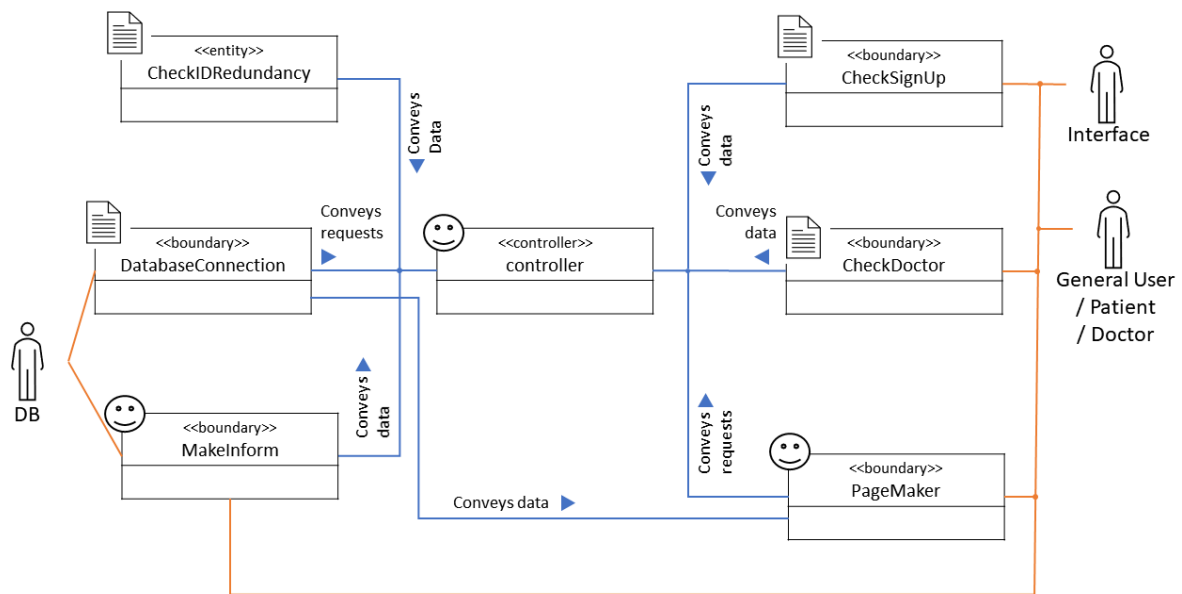 <<entity>>
CheckIDRedundancy
<<boundary>>
CheckSignUp
Interface
Conveys
Data
Conveys
data
Conveys
requests
<<boundary>>
DatabaseConnection
<<controller>>
controller
Conveys
data
<<boundary>>
CheckDoctor
General User
/ Patient
/ Doctor
DB
Conveys
data
<<boundary>>
MakeInform
Conveys
requests
<<boundary>>
PageMaker
Conveys data